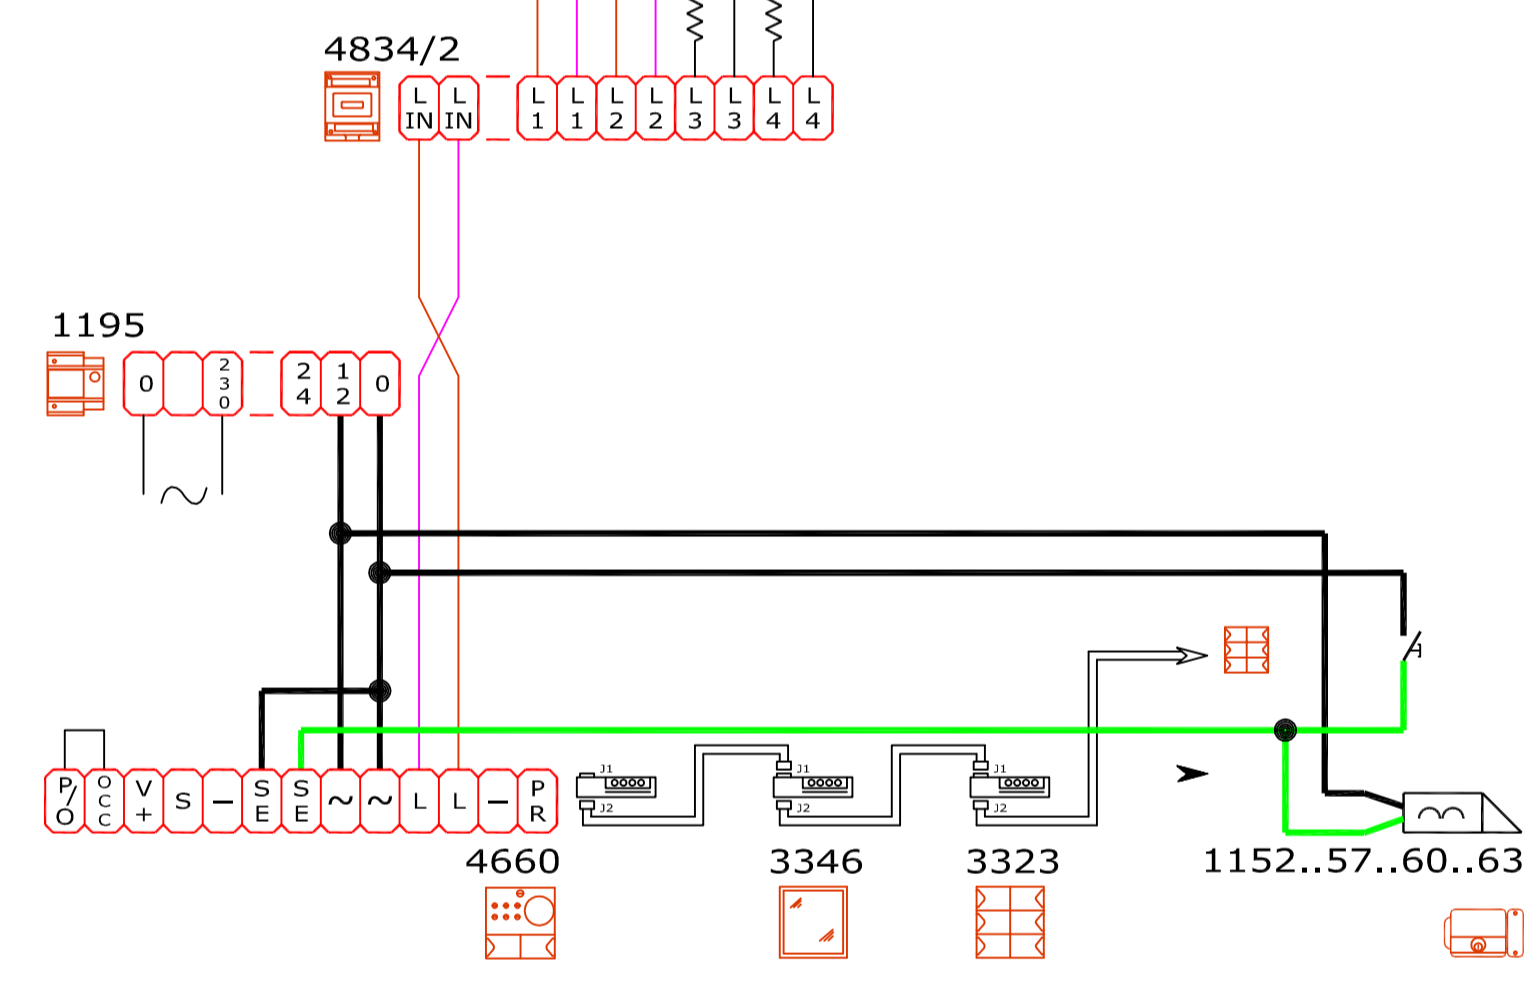 4834/2
L IN L IN L 1 L 1 L 2 L 2 L 3 L 3 L 4 L 4
1195
0 230 24 12 0
P/O OCC V+ S – SE SE ~ ~ L L – PR
J1 J1 J1
J2 J2 J2
4660 3346 3323 1152..57..60..63